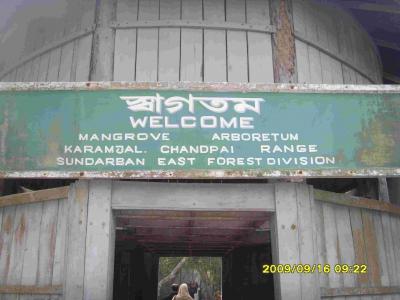 স্বাগতম
WELCOME
MANGROVE ARBORETUM
KARAMJAL. CHANDPAI RANGE
SUNDARBAN EAST FOREST DIVISION
2009/09/16 09:22